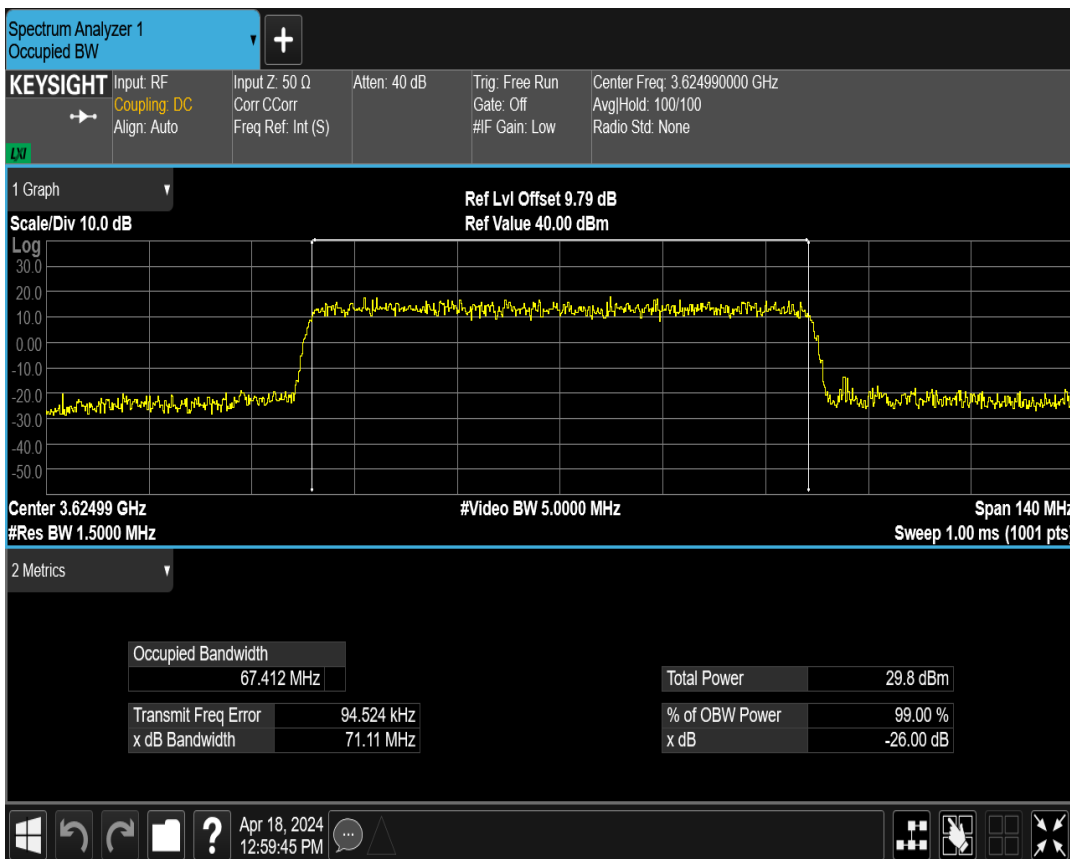 Spectrum Analyzer 1
Occupied BW
KEYSIGHT
LXI
Input: RF
Coupling: DC
Align: Auto
Input Z: 50 Ω
Corr CCorr
Freq Ref: Int (S)
Atten: 40 dB
Trig: Free Run
Gate: Off
#IF Gain: Low
Center Freq: 3.624990000 GHz
Avg|Hold: 100/100
Radio Std: None
1 Graph
Scale/Div 10.0 dB
Ref Lvl Offset 9.79 dB
Ref Value 40.00 dBm
Log
30.0
20.0
10.0
0.00
-10.0
-20.0
-30.0
-40.0
-50.0
Center 3.62499 GHz
#Video BW 5.0000 MHz
Span 140 MHz
#Res BW 1.5000 MHz
Sweep 1.00 ms (1001 pts)
2 Metrics
Occupied Bandwidth
67.412 MHz
Transmit Freq Error 94.524 kHz
x dB Bandwidth 71.11 MHz
Total Power 29.8 dBm
% of OBW Power 99.00 %
x dB -26.00 dB
Apr 18, 2024
12:59:45 PM